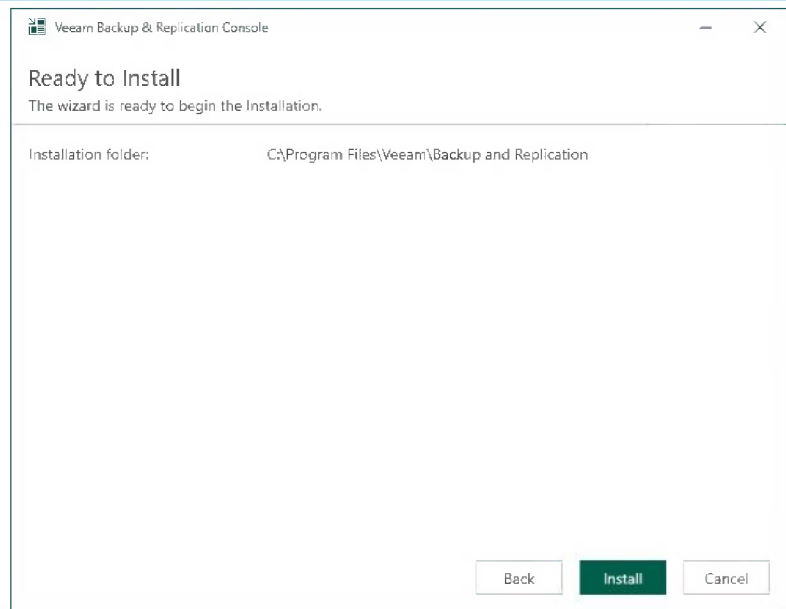 Veeam Backup & Replication Console
Ready to Install
The wizard is ready to begin the Installation.
Installation folder: C:\Program Files\Veeam\Backup and Replication
Back Install Cancel